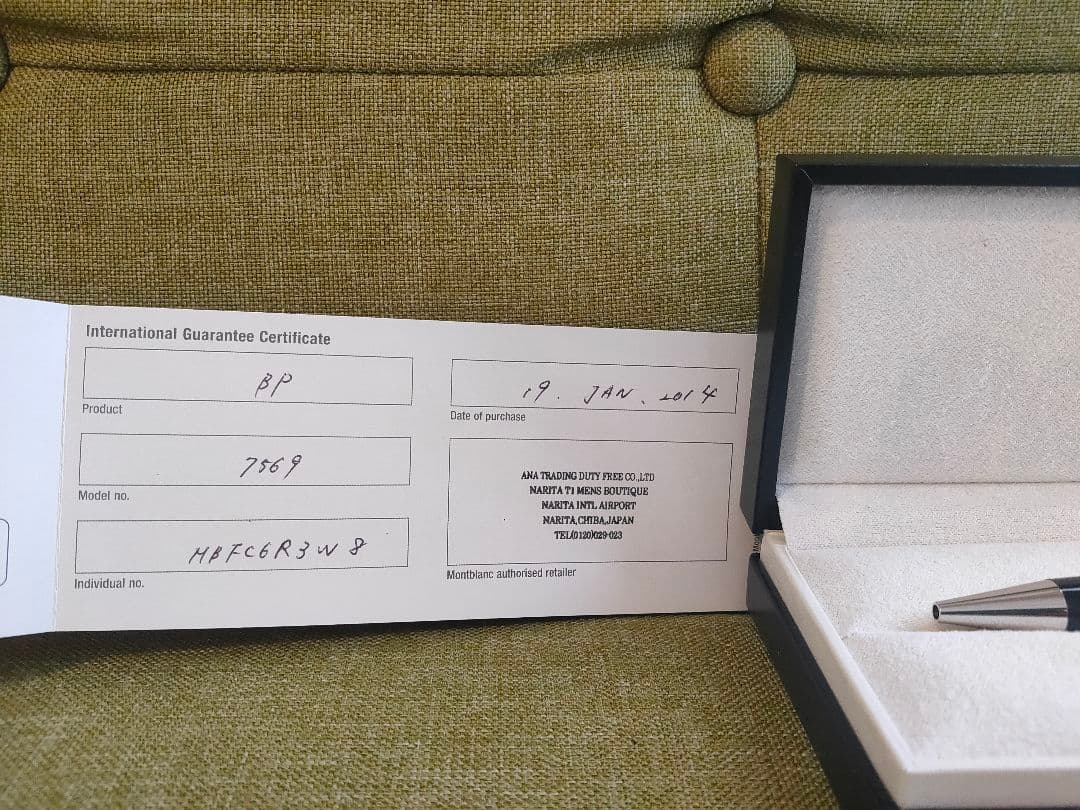 International Guarantee Certificate
BP
Product
7569
Model no.
MBFC6R3W8
Individual no.
19. JAN. 2014
Date of purchase
ANA TRADING DUTY FREE CO.,LTD
NARITA T1 MENS BOUTIQUE
NARITA INTL AIRPORT
NARITA,CHIBA,JAPAN
TEL(0120)029-023
Montblanc authorised retailer